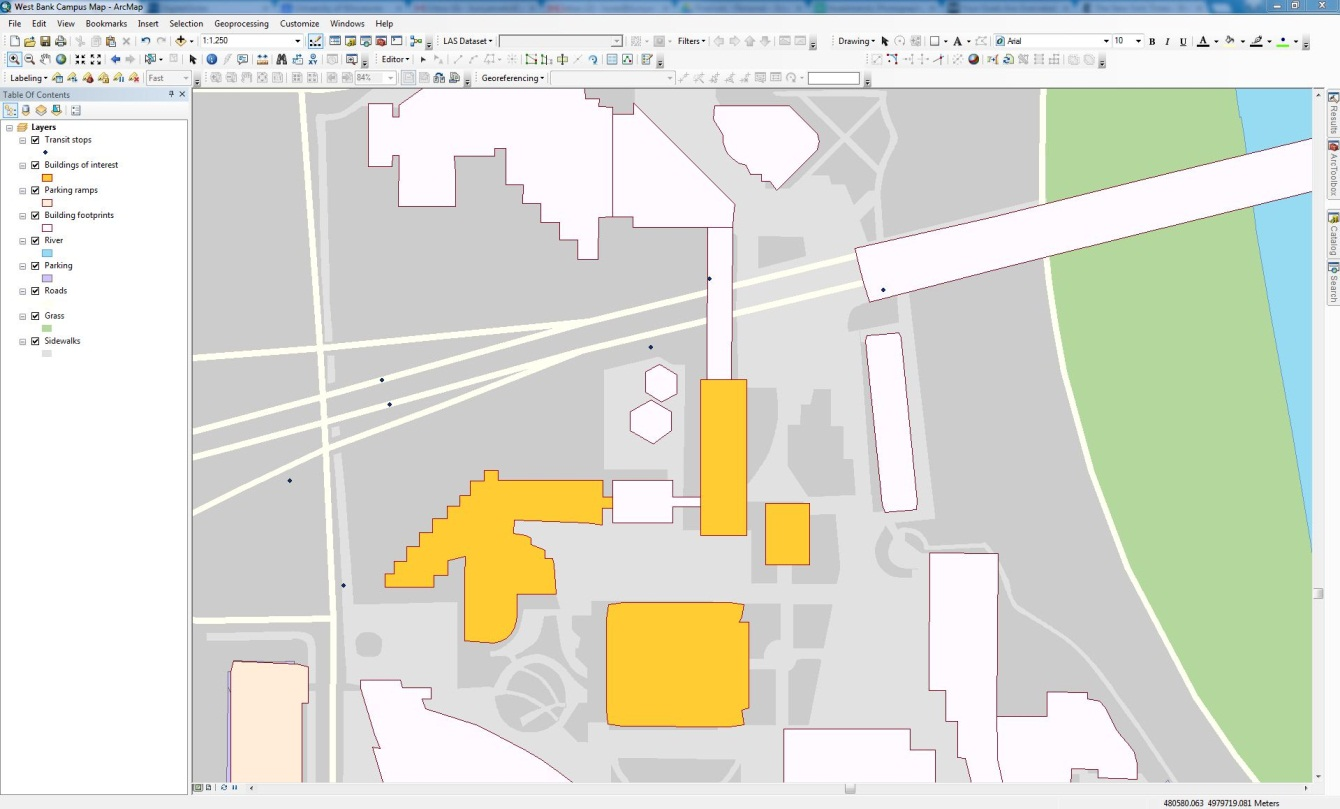 West Bank Campus Map - ArcMap
File Edit View Bookmarks Insert Selection Geoprocessing Customize Windows Help
1:1,250 LAS Dataset Filters Drawing A Arial 10 B I U A
Editor
Labeling Fast 84% Georeferencing
Table Of Contents
Layers
Transit stops
Buildings of interest
Parking ramps
Building footprints
River
Parking
Roads
Grass
Sidewalks
Results
ArcToolbox
Catalog
Search
480580.063 4979719.081 Meters